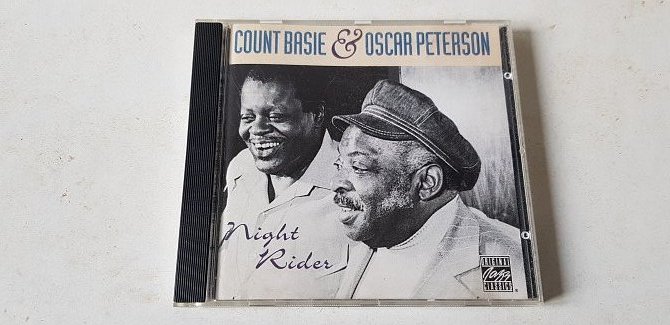 COUNT BASIE & OSCAR PETERSON
Night
Rider
ORIGINAL
Jazz
CLASSICS